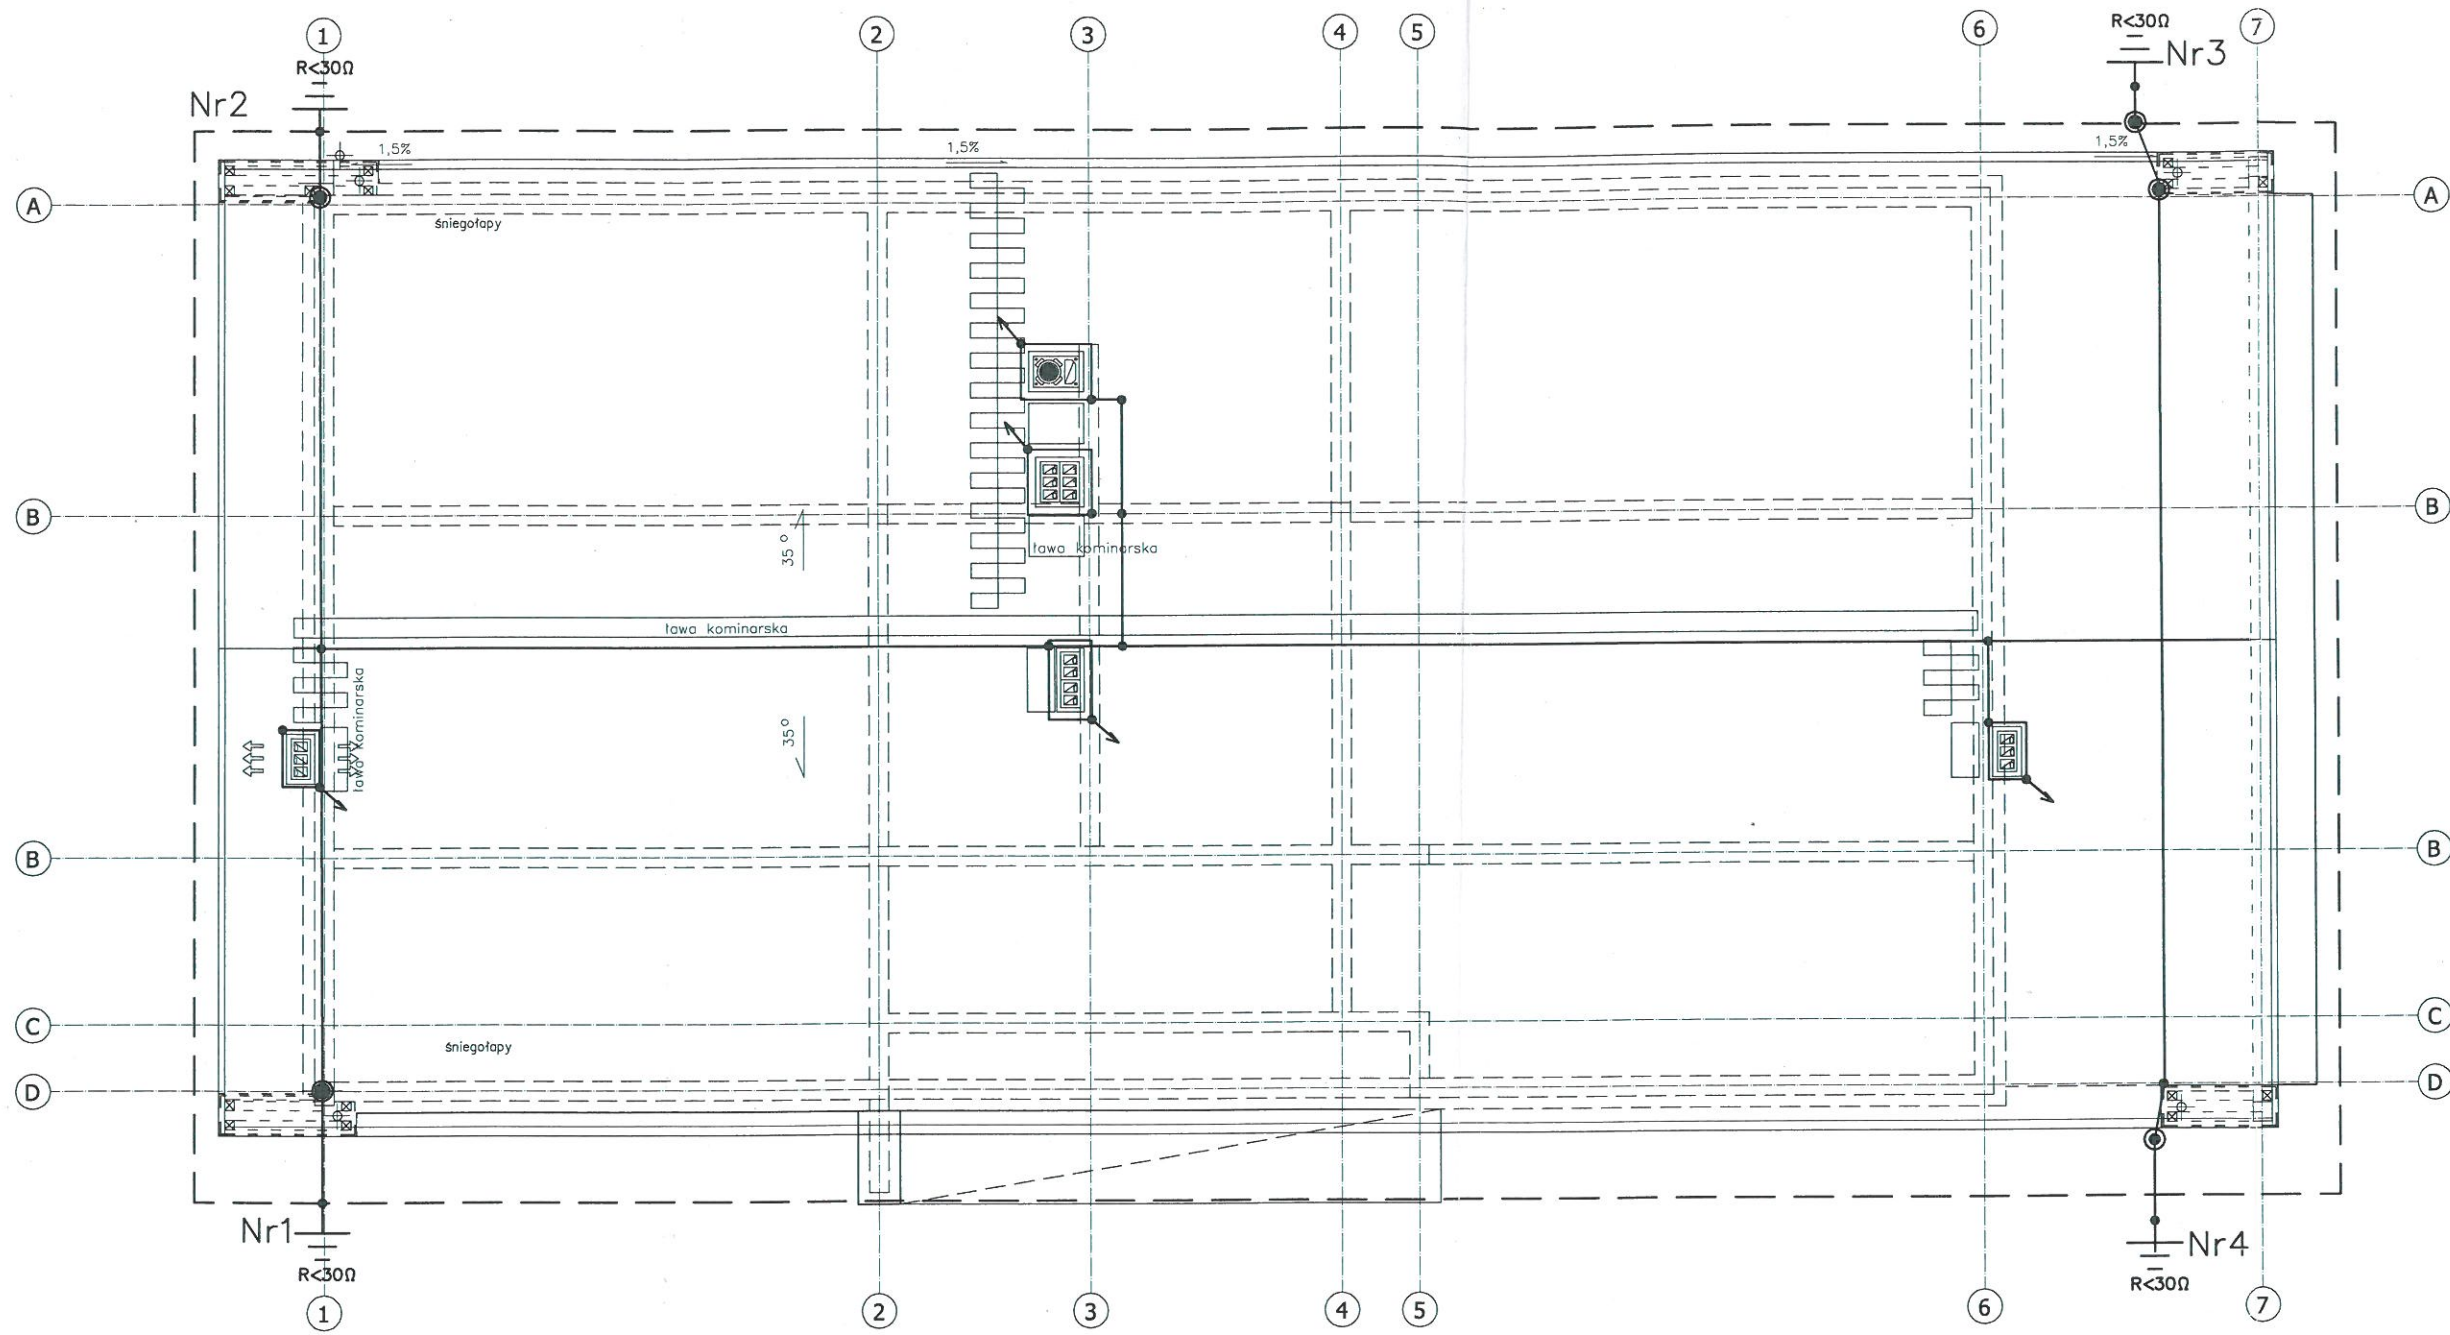 1
2
3
4
5
6
7
R<30Ω
R<30Ω
Nr3
Nr2
1,5%
1,5%
1,5%
A
A
śniegołapy
B
B
35°
ława kominarska
ława kominarska
ława kominarska
35°
B
B
C
C
śniegołapy
D
D
Nr1
Nr4
R<30Ω
R<30Ω
1
2
3
4
5
6
7